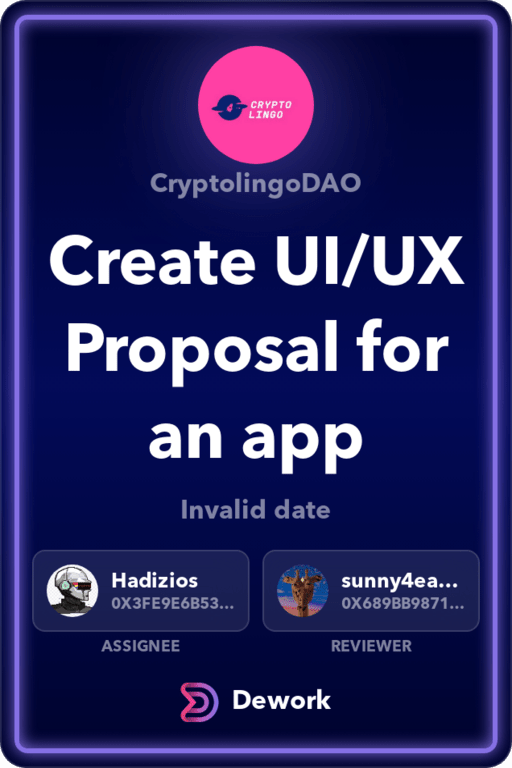 CRYPTO
LINGO
CryptolingoDAO
Create UI/UX
Proposal for
an app
Invalid date
Hadizios
0X3FE9E6B53...
sunny4ea...
0X689BB9871...
ASSIGNEE
REVIEWER
Dework